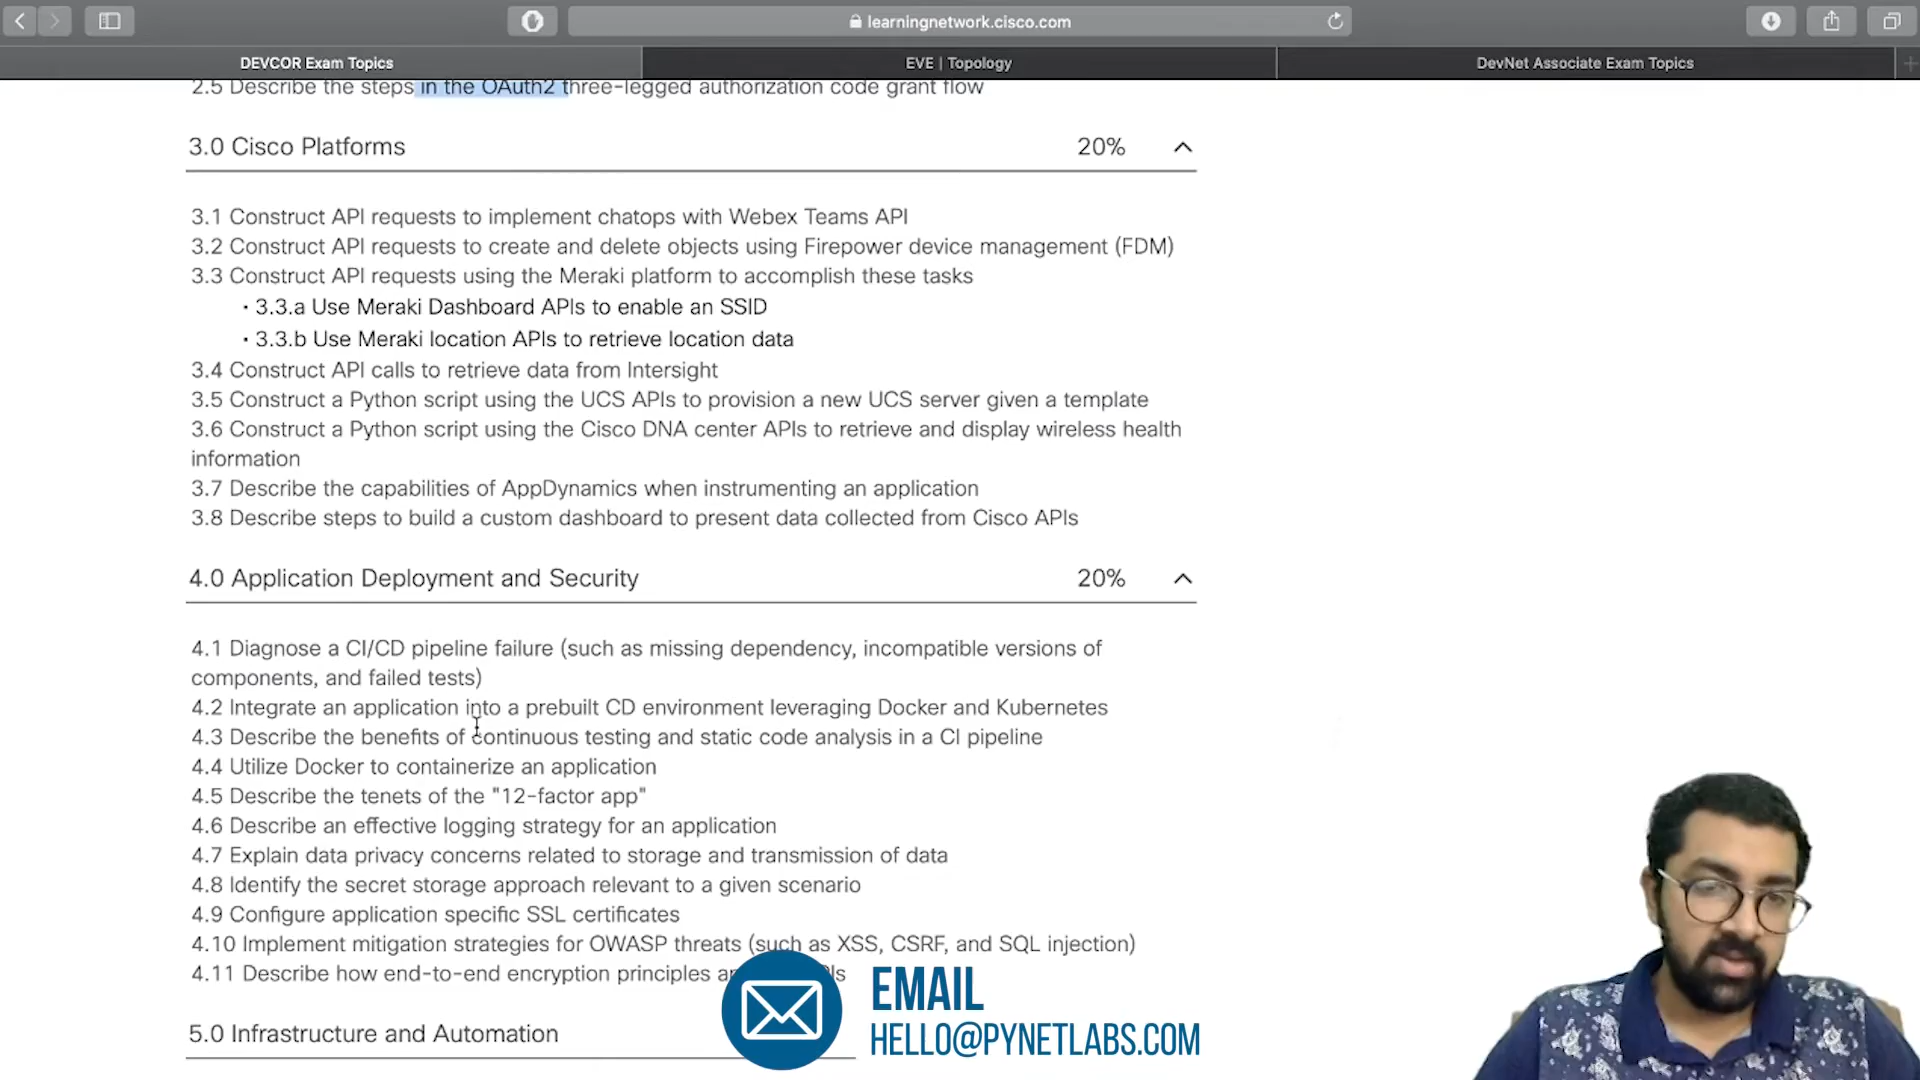 learningnetwork.cisco.com
DEVCOR Exam Topics
EVE | Topology
DevNet Associate Exam Topics
2.5 Describe the steps in the OAuth2 three-legged authorization code grant flow
3.0 Cisco Platforms 20%
3.1 Construct API requests to implement chatops with Webex Teams API
3.2 Construct API requests to create and delete objects using Firepower device management (FDM)
3.3 Construct API requests using the Meraki platform to accomplish these tasks
· 3.3.a Use Meraki Dashboard APIs to enable an SSID
· 3.3.b Use Meraki location APIs to retrieve location data
3.4 Construct API calls to retrieve data from Intersight
3.5 Construct a Python script using the UCS APIs to provision a new UCS server given a template
3.6 Construct a Python script using the Cisco DNA center APIs to retrieve and display wireless health
information
3.7 Describe the capabilities of AppDynamics when instrumenting an application
3.8 Describe steps to build a custom dashboard to present data collected from Cisco APIs
4.0 Application Deployment and Security 20%
4.1 Diagnose a CI/CD pipeline failure (such as missing dependency, incompatible versions of
components, and failed tests)
4.2 Integrate an application into a prebuilt CD environment leveraging Docker and Kubernetes
4.3 Describe the benefits of continuous testing and static code analysis in a CI pipeline
4.4 Utilize Docker to containerize an application
4.5 Describe the tenets of the "12-factor app"
4.6 Describe an effective logging strategy for an application
4.7 Explain data privacy concerns related to storage and transmission of data
4.8 Identify the secret storage approach relevant to a given scenario
4.9 Configure application specific SSL certificates
4.10 Implement mitigation strategies for OWASP threats (such as XSS, CSRF, and SQL injection)
4.11 Describe how end-to-end encryption principles
5.0 Infrastructure and Automation
EMAIL
HELLO@PYNETLABS.COM